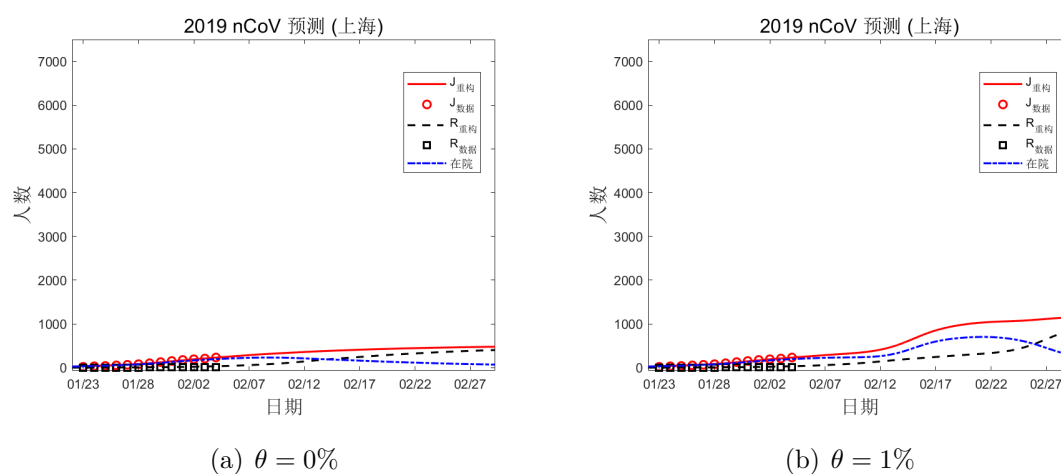 2019 nCoV 预测 (上海)
7000
6000
5000
4000
3000
2000
1000
0
人数
J重构
J数据
R重构
R数据
在院
01/23 01/28 02/02 02/07 02/12 02/17 02/22 02/27
日期
(a) θ = 0%
2019 nCoV 预测 (上海)
7000
6000
5000
4000
3000
2000
1000
0
人数
J重构
J数据
R重构
R数据
在院
01/23 01/28 02/02 02/07 02/12 02/17 02/22 02/27
日期
(b) θ = 1%